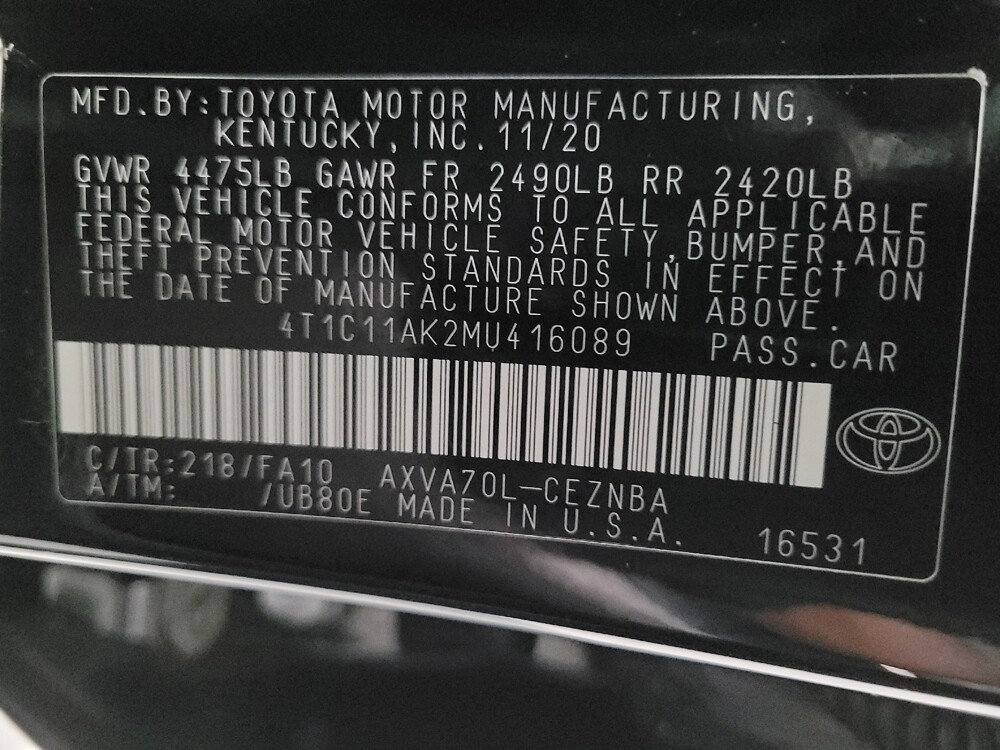 MFD.BY:TOYOTA MOTOR MANUFACTURING,
KENTUCKY,INC.11/20
GVWR 4475LB GAWR FR 2490LB RR 2420LB
THIS VEHICLE CONFORMS TO ALL APPLICABLE
FEDERAL MOTOR VEHICLE SAFETY,BUMPER,AND
THEFT PREVENTION STANDARDS IN EFFECT ON
THE DATE OF MANUFACTURE SHOWN ABOVE.
4T1C11AK2MU416089 PASS.CAR
C/TR:218/FA10 AXVA70L-CEZNBA
A/TM: /UB80E MADE IN U.S.A. 16531